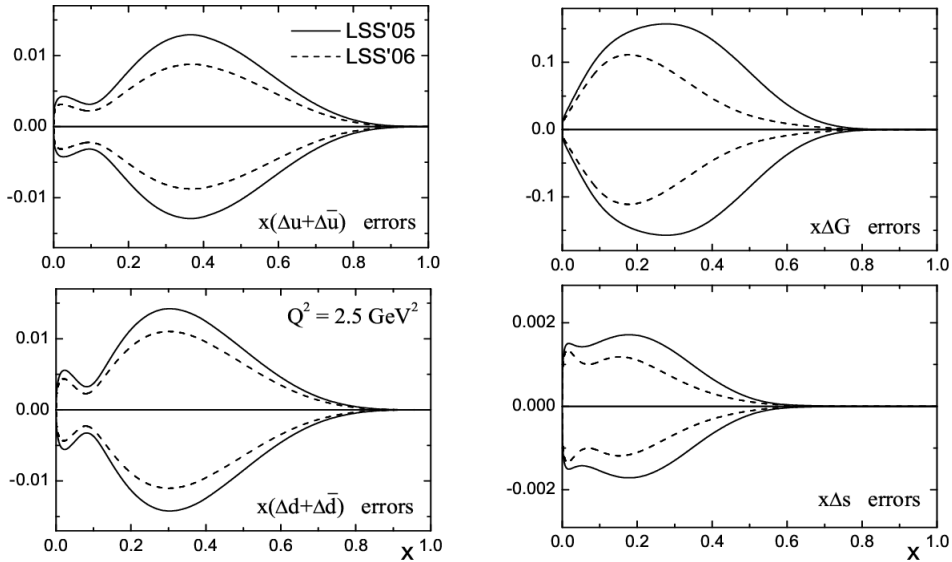 LSS'05
LSS'06
0.01
0.00
-0.01
x(Δu+Δū) errors
0.0 0.2 0.4 0.6 0.8 1.0
0.1
0.0
-0.1
xΔG errors
0.0 0.2 0.4 0.6 0.8 1.0
Q² = 2.5 GeV²
0.01
0.00
-0.01
x(Δd+Δd̄) errors
0.0 0.2 0.4 0.6 0.8 1.0
X
0.002
0.000
-0.002
xΔs errors
0.0 0.2 0.4 0.6 0.8 1.0
X